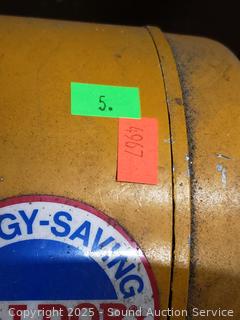 5.
4967
GY-SAVING
Copyright 2025 - Sound Auction Service